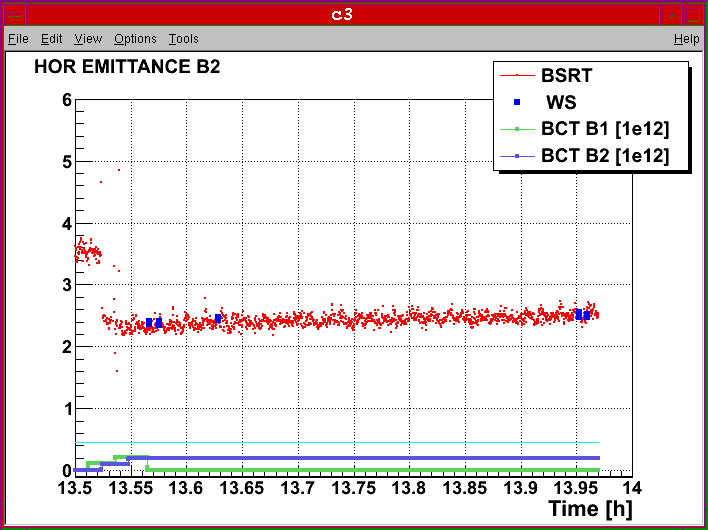 c3
File Edit View Options Tools Help
HOR EMITTANCE B2
BSRT
WS
BCT B1 [1e12]
BCT B2 [1e12]
6
5
4
3
2
1
0
13.5 13.55 13.6 13.65 13.7 13.75 13.8 13.85 13.9 13.95 14
Time [h]